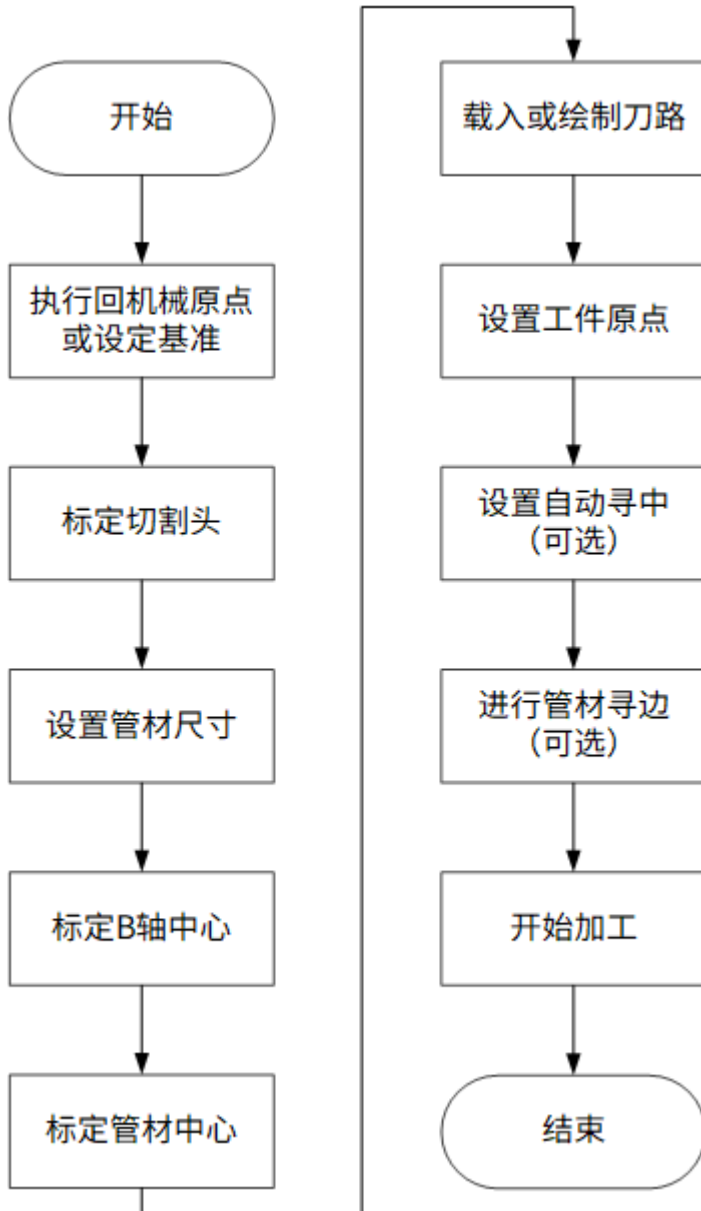 开始
执行回机械原点
或设定基准
标定切割头
设置管材尺寸
标定B轴中心
标定管材中心
载入或绘制刀路
设置工件原点
设置自动寻中
（可选）
进行管材寻边
（可选）
开始加工
结束